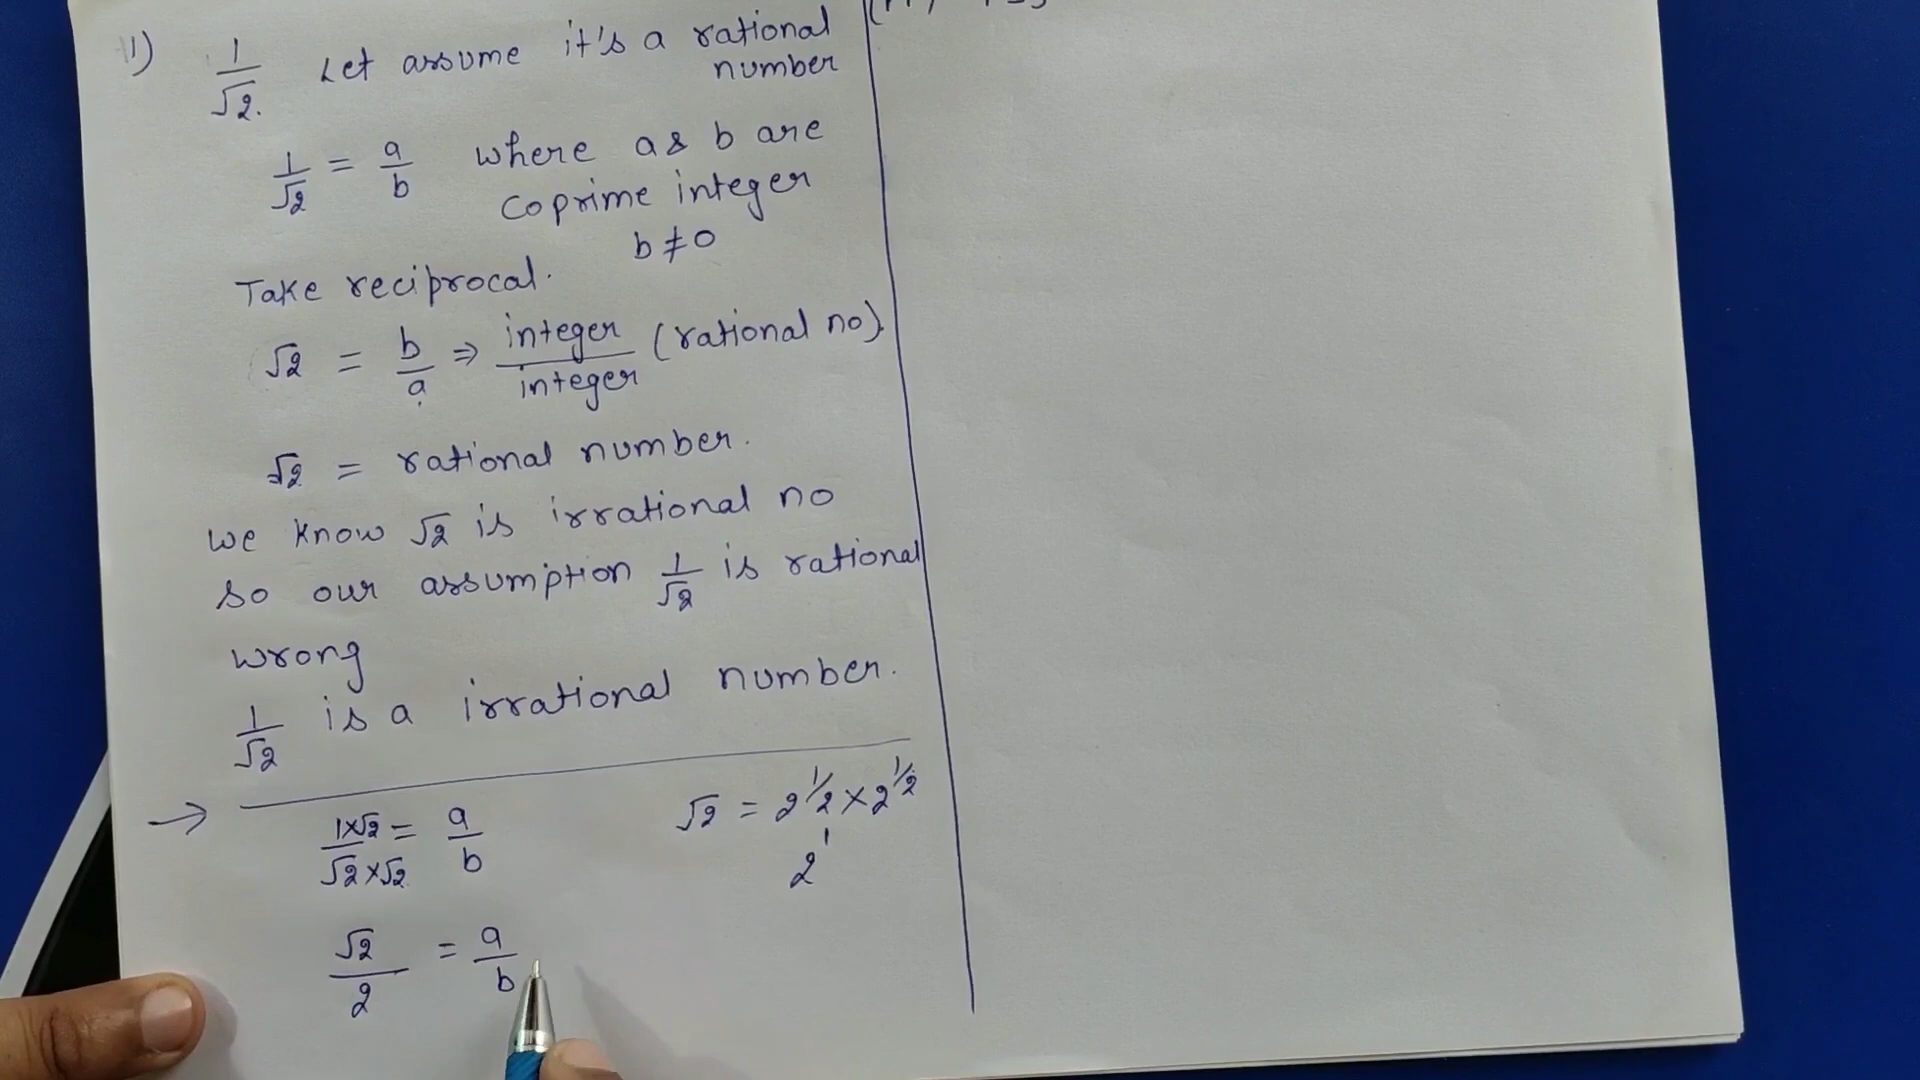 1) 1/√2. Let assume it's a rational
number
1/√2 = a/b where a & b are
coprime integer
b ≠ 0
Take reciprocal.
√2 = b/a ⇒ integer/integer (rational no).
√2 = rational number.
we know √2 is irrational no
so our assumption 1/√2 is rational
wrong
1/√2 is a irrational number.
→ 1×√2/√2×√2 = a/b
√2/2 = a/b
√2 = 2^1/2 × 2^1/2
2^1